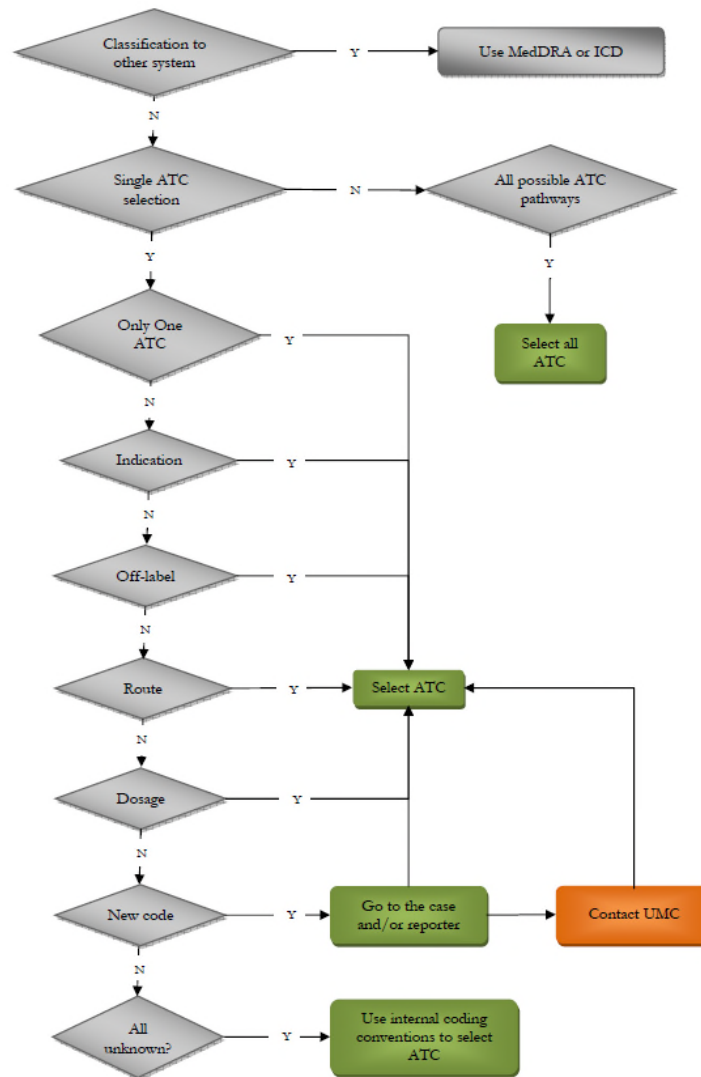 Classification to
other system
Y
Use MedDRA or ICD
N
Single ATC
selection
N
All possible ATC
pathways
Y
Y
Only One
ATC
Y
Select all
ATC
N
Indication
Y
N
Off-label
Y
N
Route
Y
Select ATC
N
Dosage
Y
N
New code
Y
Go to the case
and/or reporter
Contact UMC
N
All
unknown?
Y
Use internal coding
conventions to select
ATC